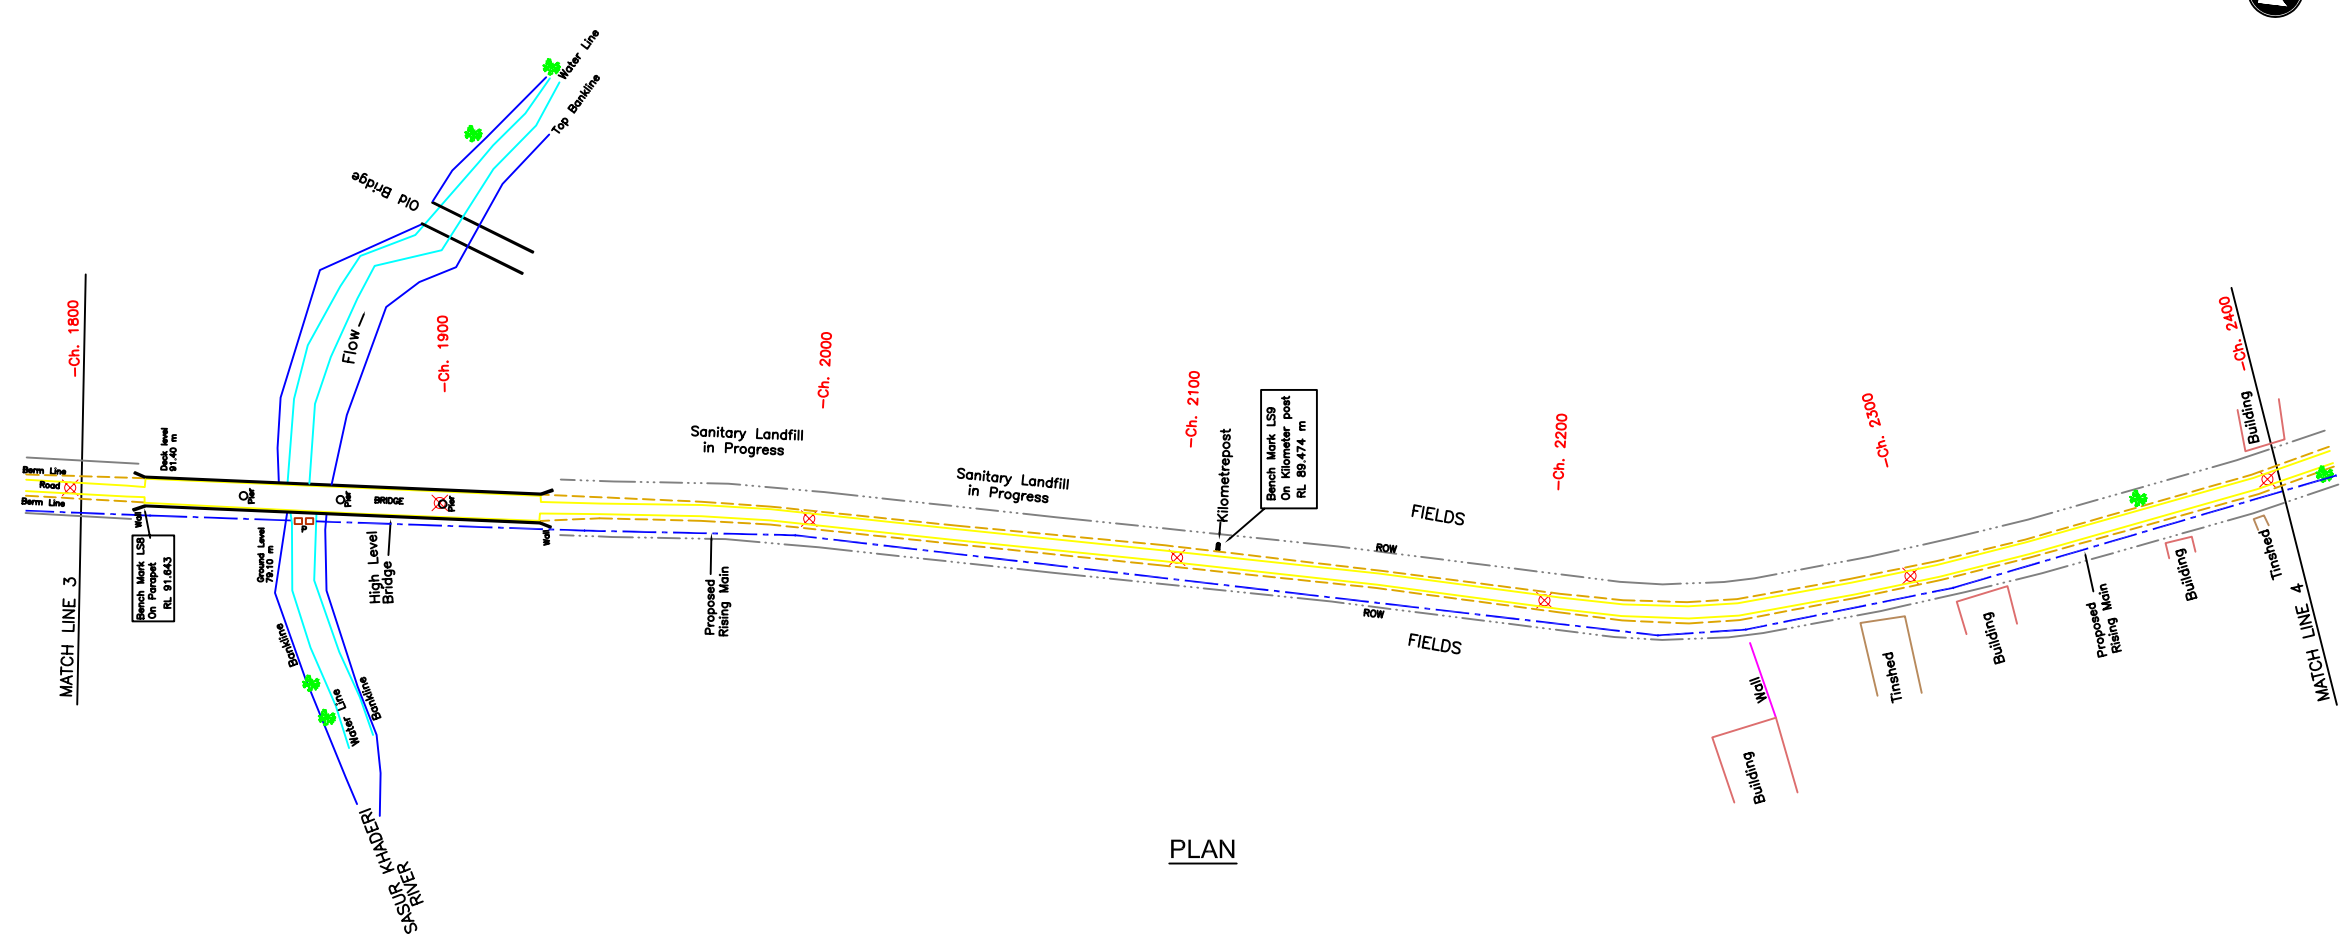 Water Line
Top Bankline
Old Bridge
-Ch. 1800
-Ch. 1900
-Ch. 2000
-Ch. 2100
-Ch. 2200
-Ch. 2300
-Ch. 2400
Flow
Deck level
91.40 m
Berm Line
Road
Berm Line
Wall
Pier
Pier
BRIDGE
Pier
Wall
Bench Mark LS8
On Parapet
RL 91.643
Ground Level
79.10 m
High Level
Bridge
MATCH LINE 3
Bankline
Water Line
Bankline
SASUR KHADERI
RIVER
Sanitary Landfill
in Progress
Sanitary Landfill
in Progress
Proposed
Rising Main
Kilometrepost
Bench Mark LS9
On Kilometer post
RL 89.474 m
FIELDS
ROW
ROW
FIELDS
Wall
Building
Tinshed
Building
Proposed
Rising Main
Building
Tinshed
Building
MATCH LINE 4
PLAN